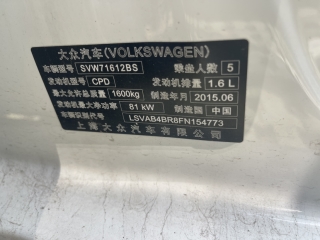 大众汽车(VOLKSWAGEN)
车辆型号 SVW71612BS 乘坐人数 5
发动机型号 CPD 发动机排量 1.6 L
最大允许总质量 1600kg 制造年月 2015.06
发动机最大净功率 81 kW 制造国 中国
车辆识别代号 LSVAB4BR8FN154773
上海大众汽车有限公司